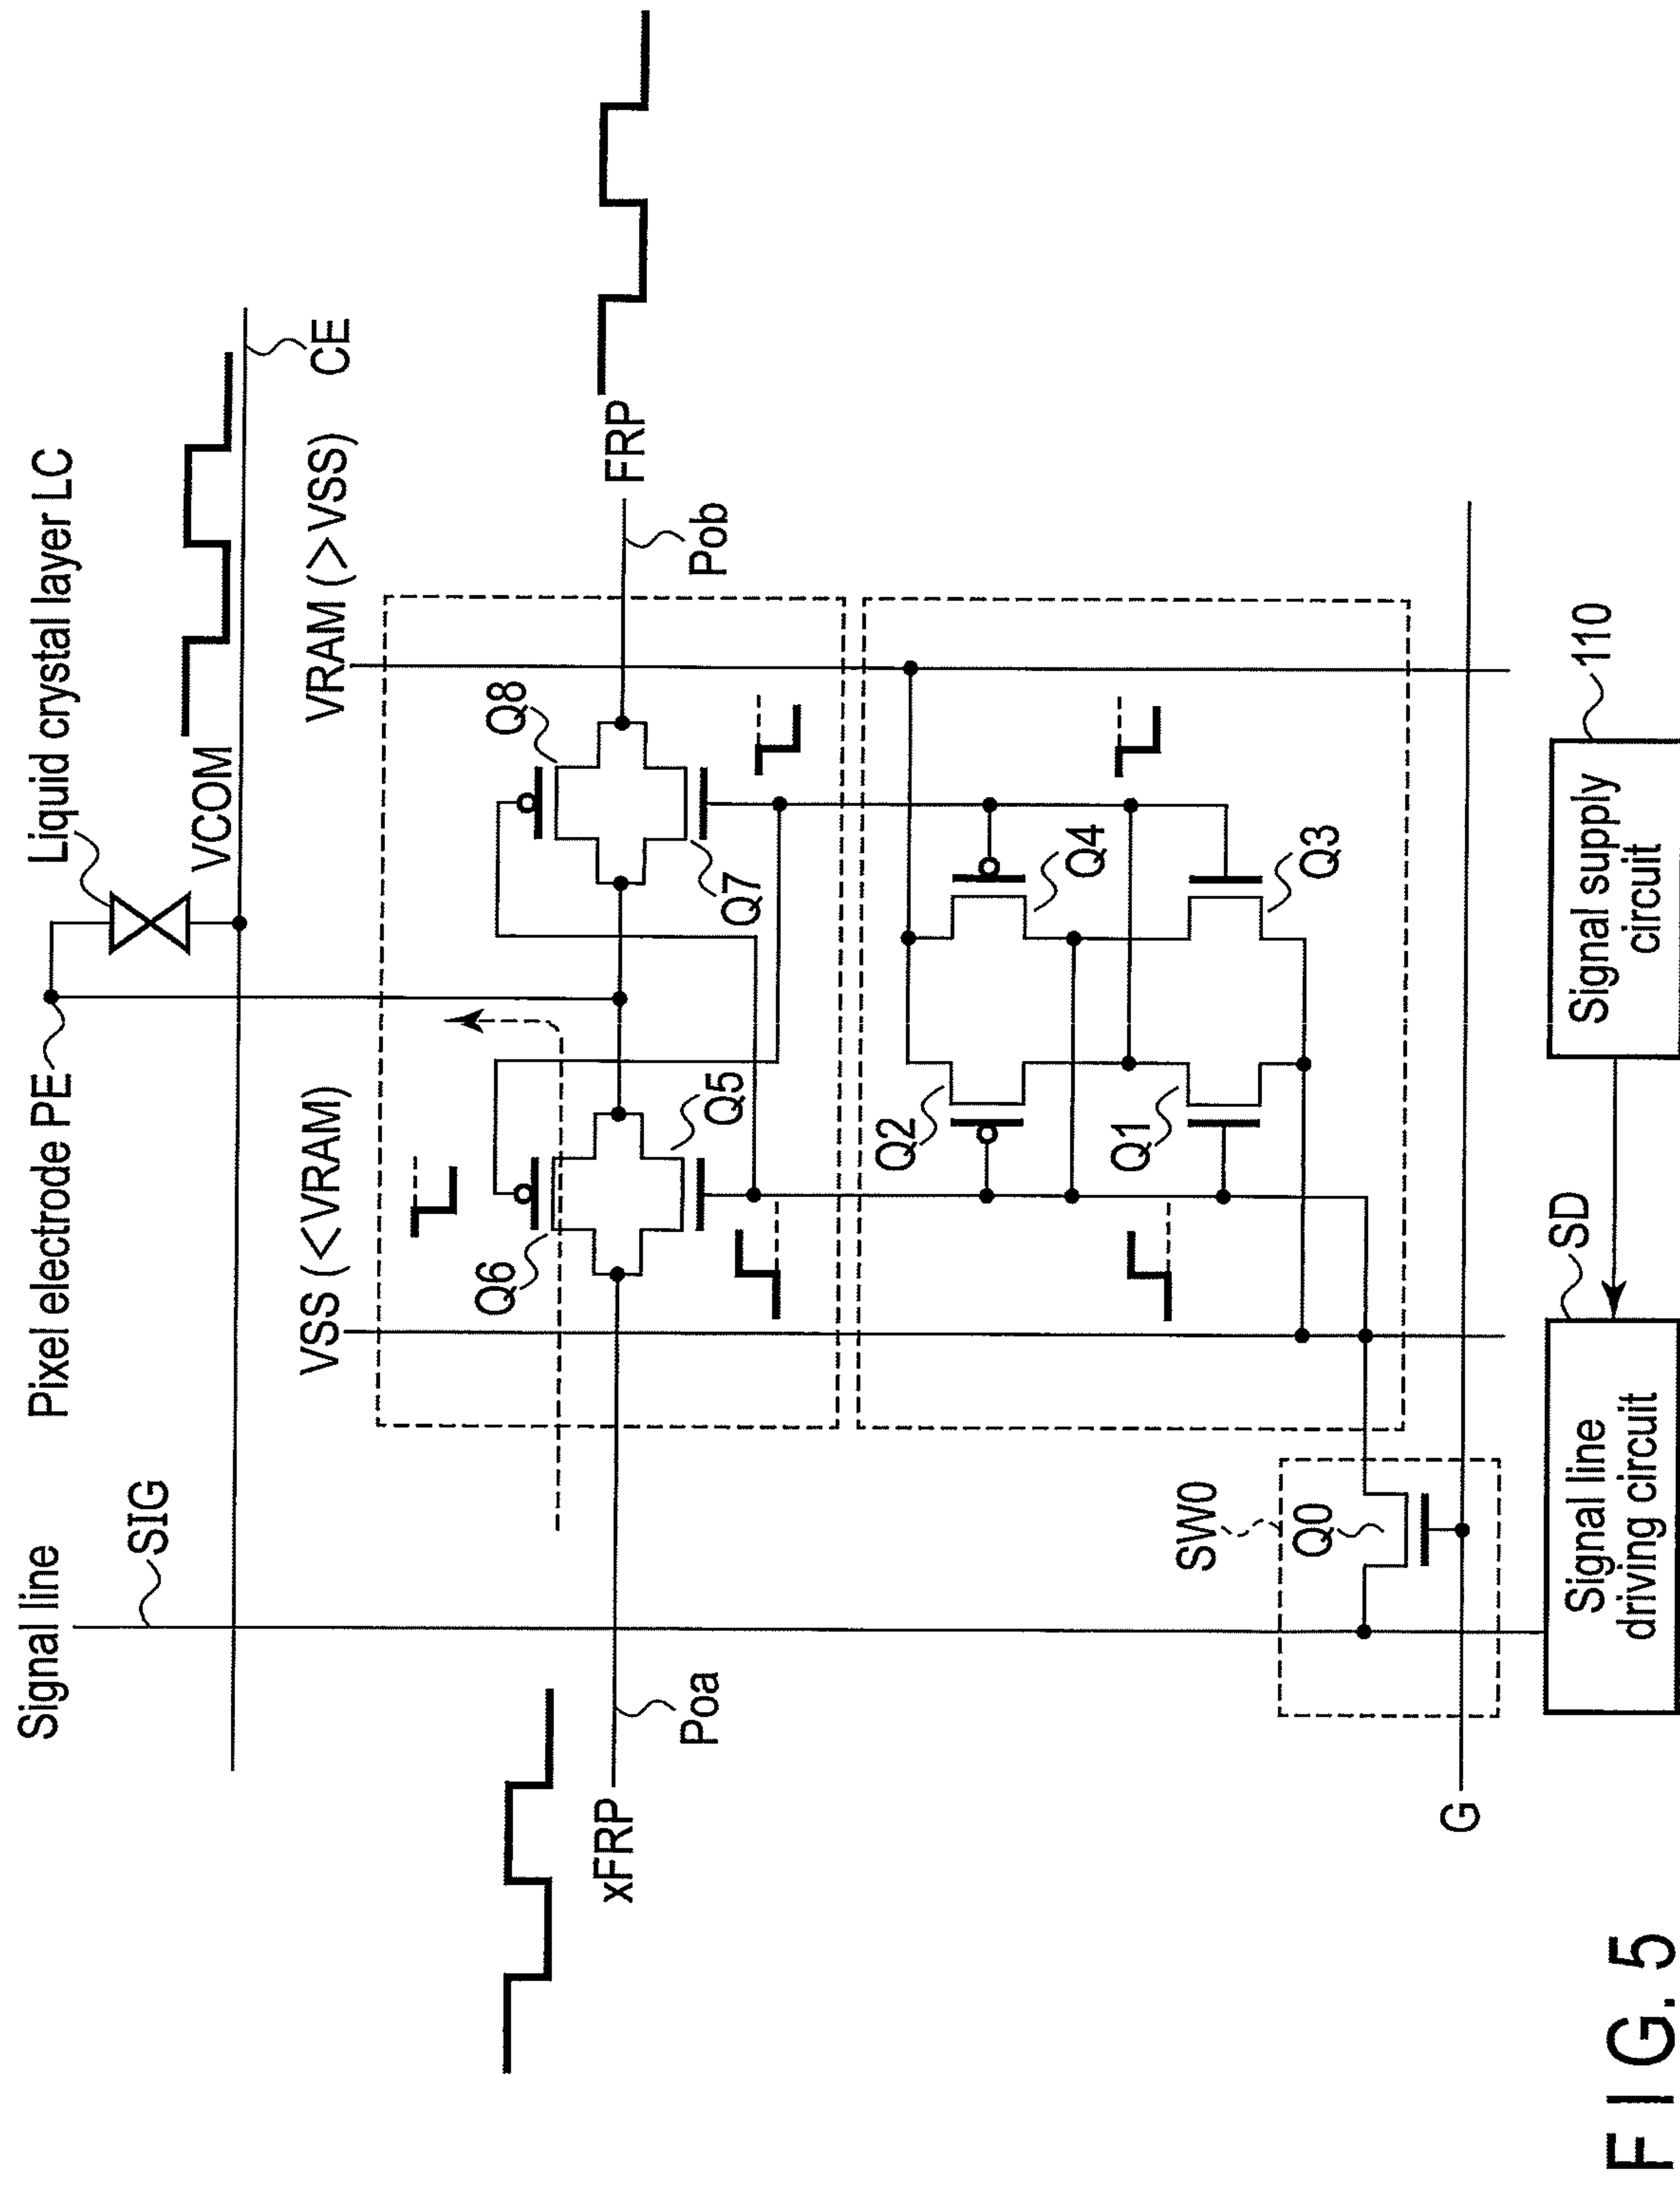 Signal line
SIG
Pixel electrode PE
Liquid crystal layer LC
VCOM
CE
VSS (<VRAM)
VRAM (>VSS)
Q6
Q5
Q8
Q7
xFRP
Poa
FRP
Pob
Q2
Q4
Q1
Q3
SW0
Q0
G
SD
110
Signal line
driving circuit
Signal supply
circuit
FIG. 5